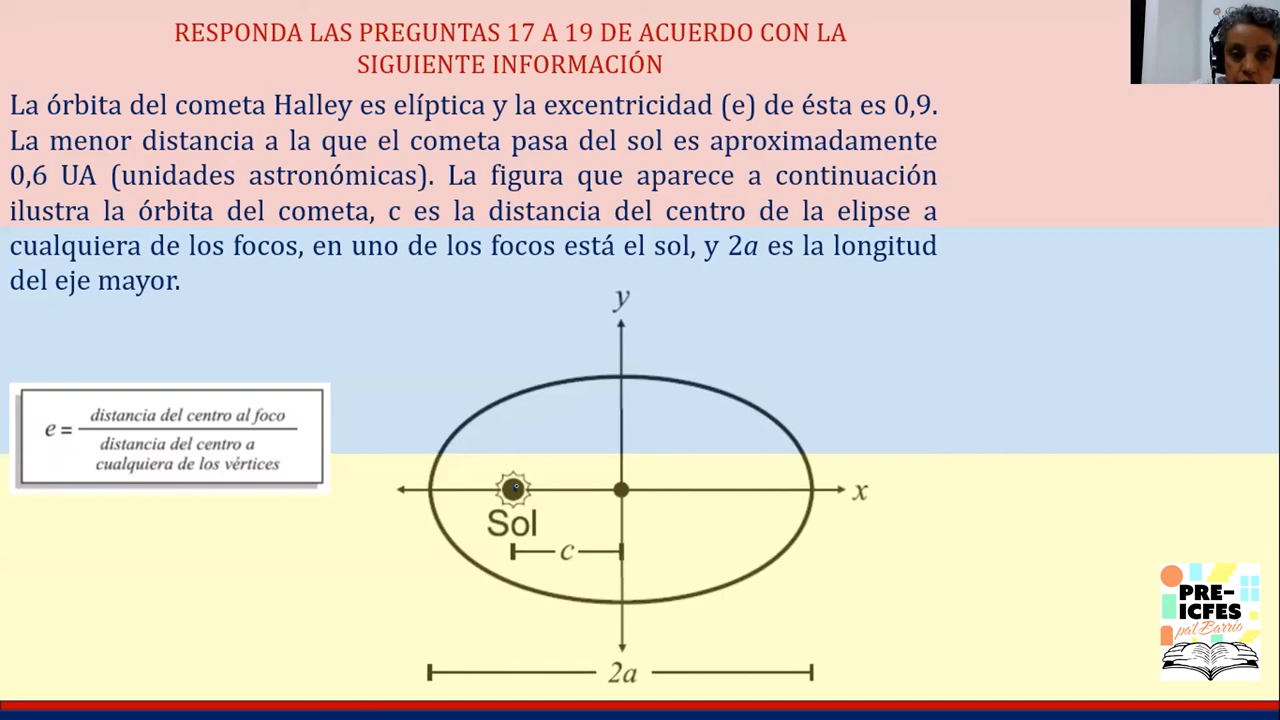 RESPONDA LAS PREGUNTAS 17 A 19 DE ACUERDO CON LA
SIGUIENTE INFORMACIÓN
La órbita del cometa Halley es elíptica y la excentricidad (e) de ésta es 0,9.
La menor distancia a la que el cometa pasa del sol es aproximadamente
0,6 UA (unidades astronómicas). La figura que aparece a continuación
ilustra la órbita del cometa, c es la distancia del centro de la elipse a
cualquiera de los focos, en uno de los focos está el sol, y 2a es la longitud
del eje mayor.
y
e = distancia del centro al foco
distancia del centro a
cualquiera de los vértices
x
Sol
c
2a
PRE-
ICFES
pa'l Barrio